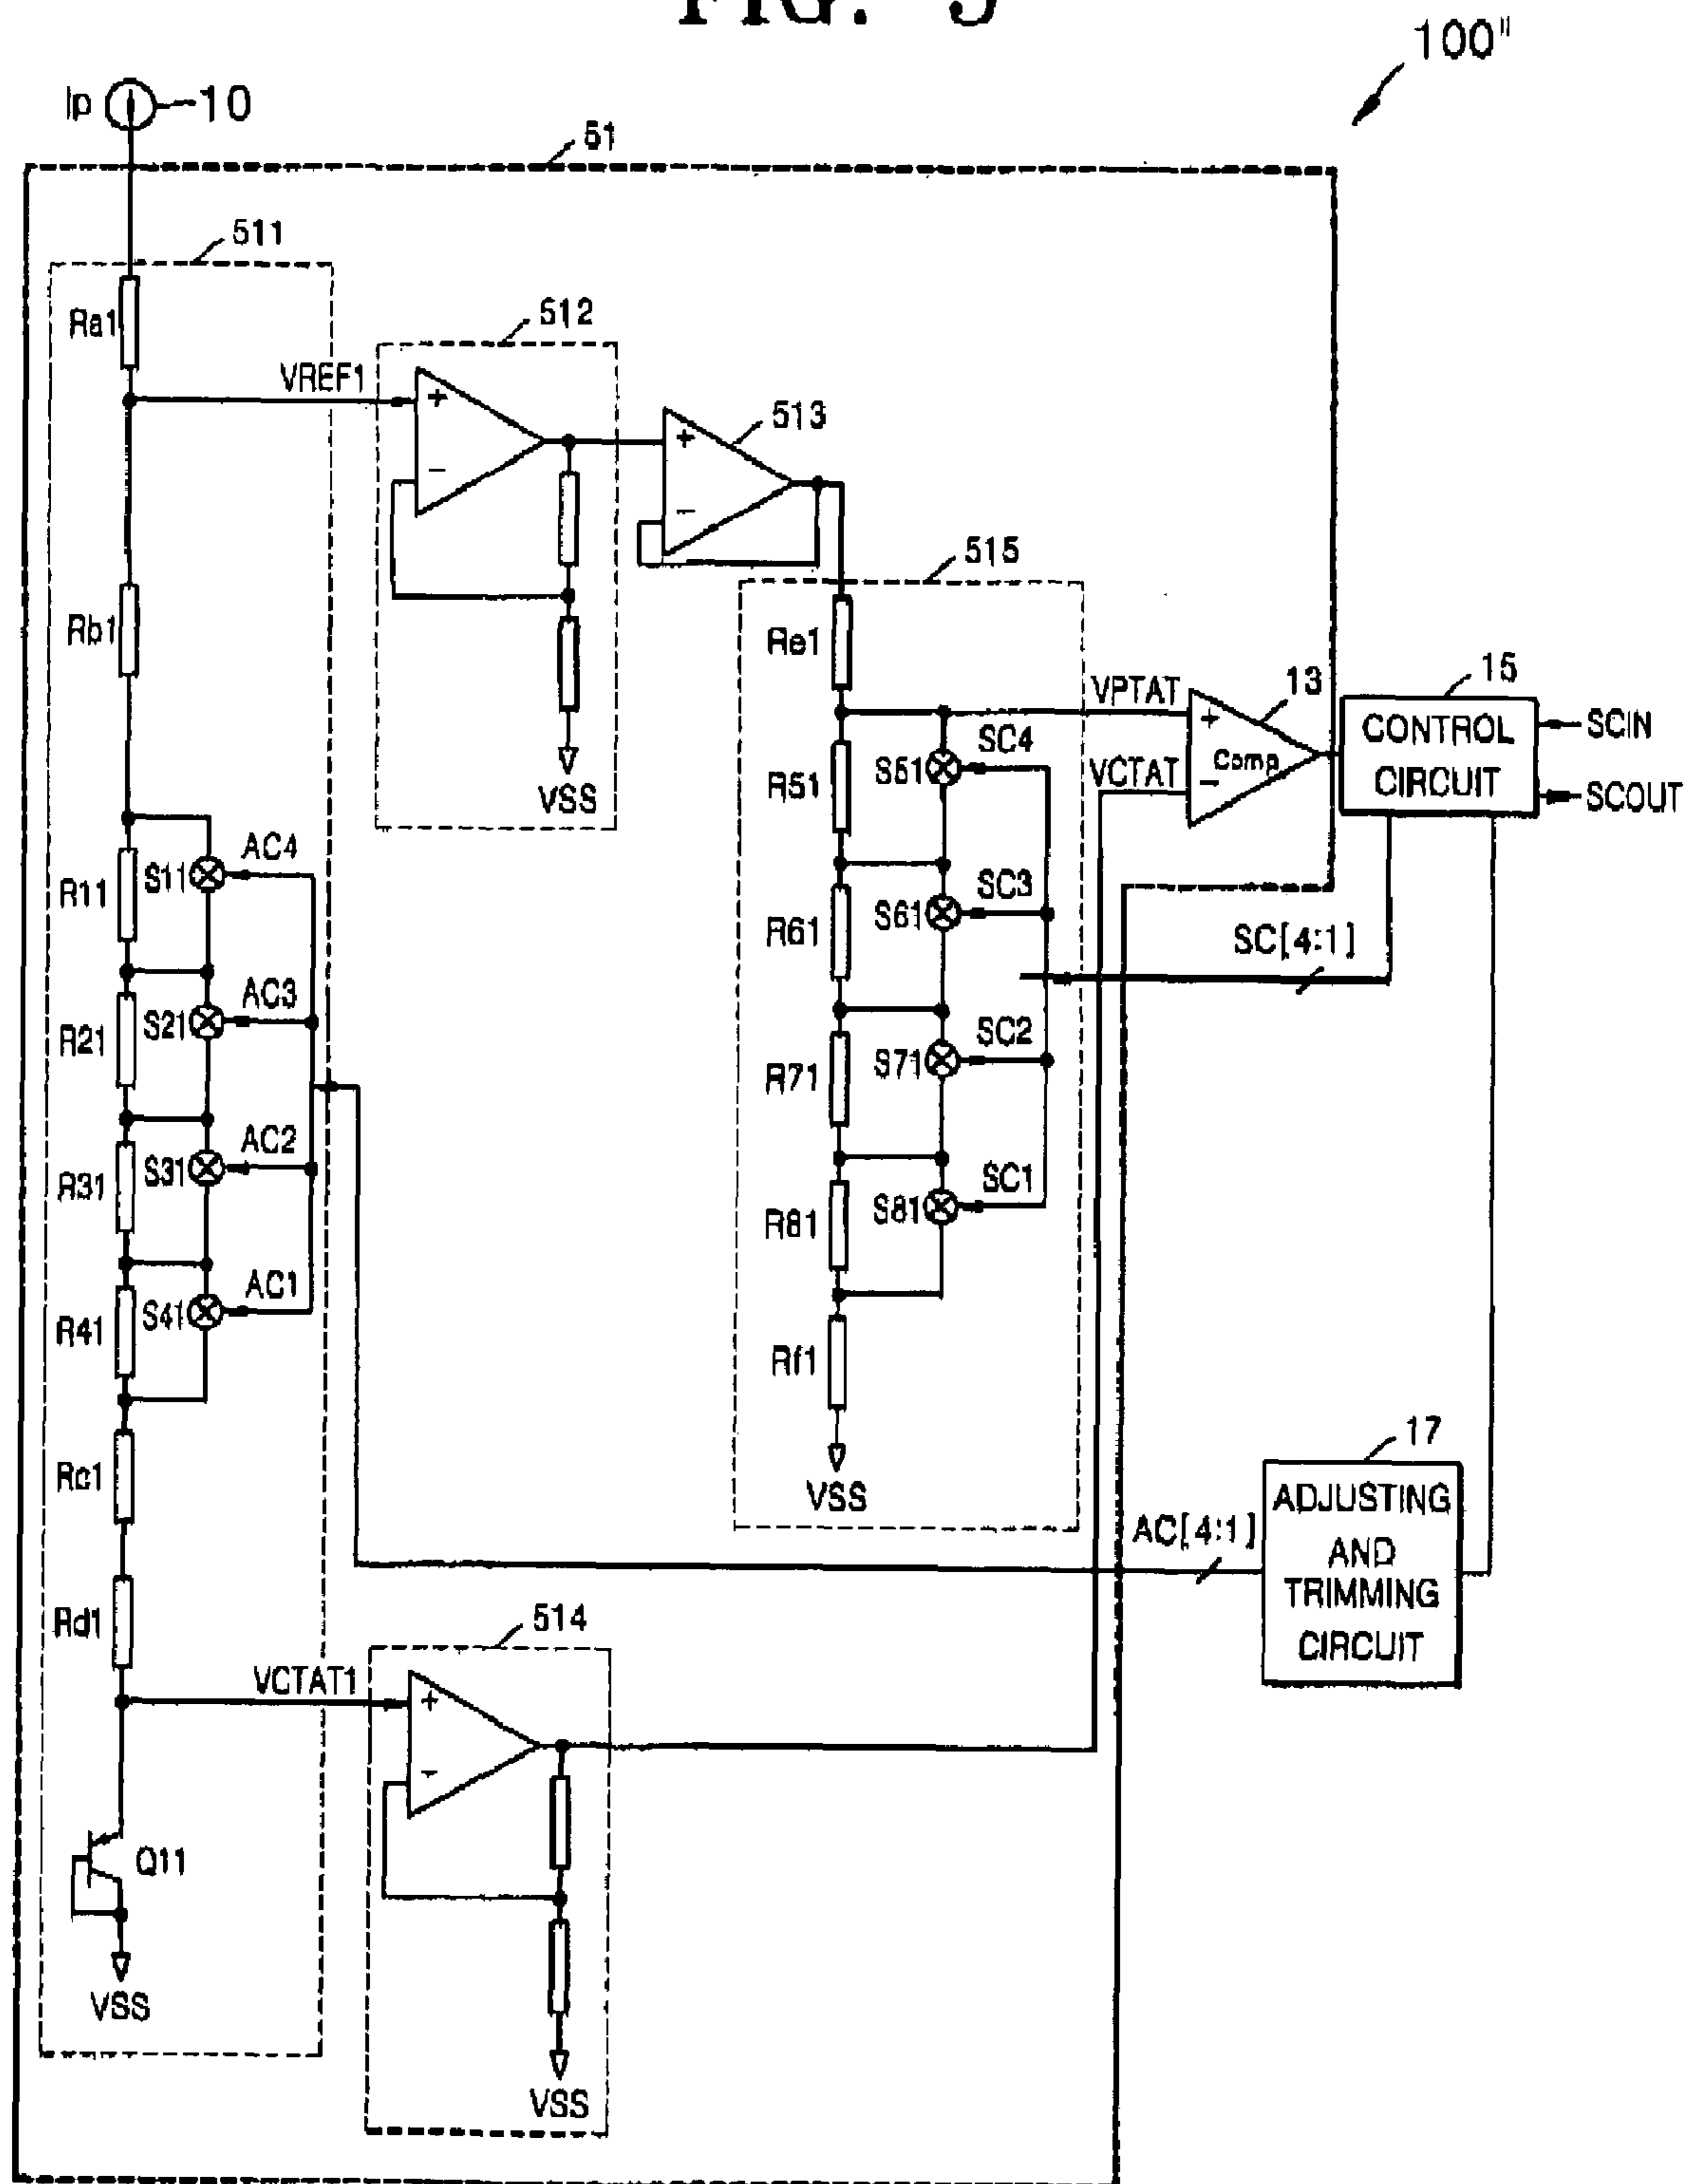 FIG. 5
100"
Ip
10
51
511
Ra1
512
VREF1
+
-
513
+
-
515
Rb1
Re1
VSS
VPTAT
13
15
+
Comp
-
CONTROL
CIRCUIT
SCIN
SCOUT
SC4
S51
R51
VCTAT
AC4
S11
R11
SC3
S61
R61
SC[4:1]
AC3
S21
R21
SC2
S71
R71
AC2
S31
R31
SC1
S81
R81
AC1
S41
R41
Rf1
VSS
Rc1
17
ADJUSTING
AND
TRIMMING
CIRCUIT
AC[4:1]
Rd1
514
VCTAT1
+
-
Q11
VSS
VSS